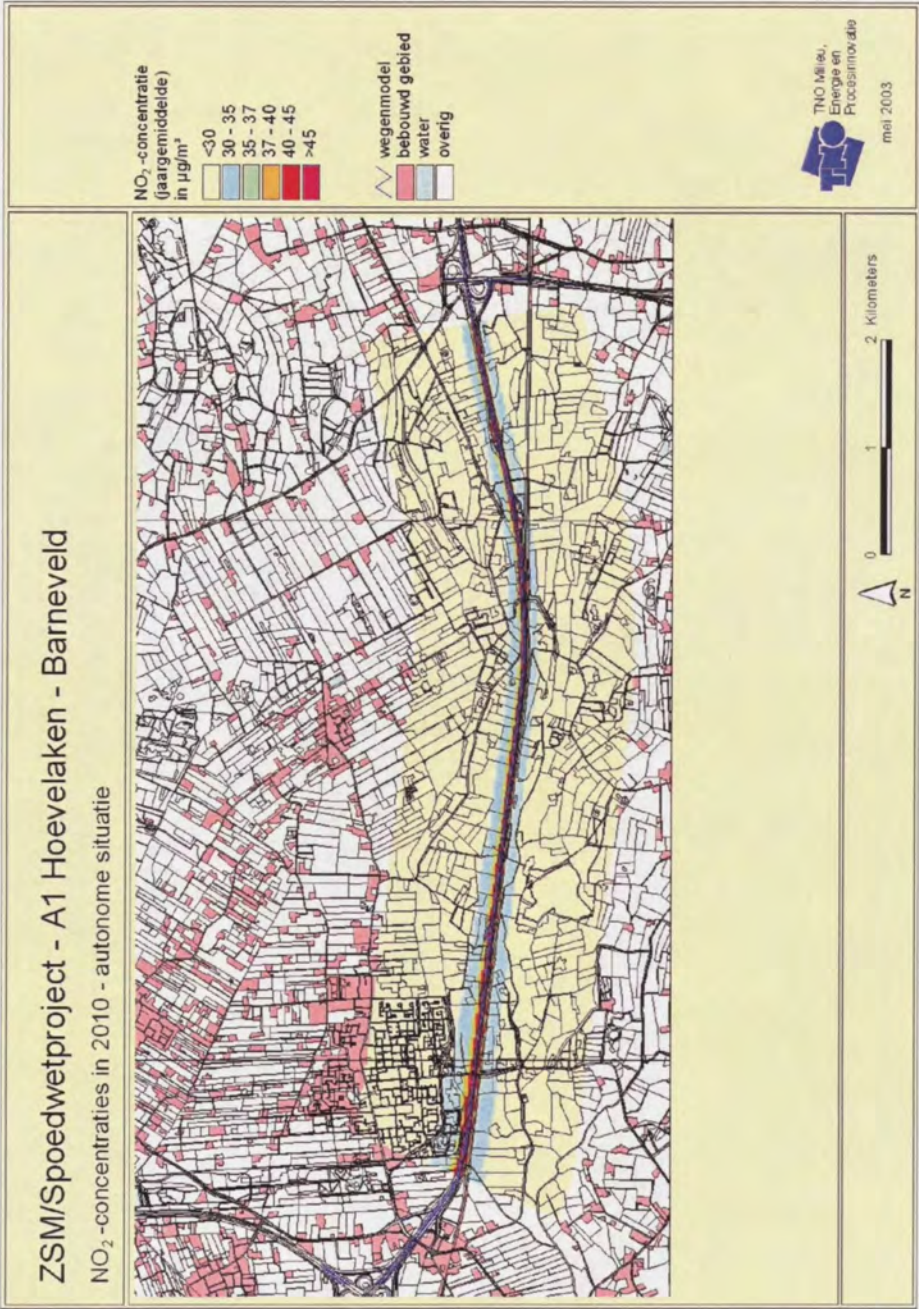 ZSM/Spoedwetproject - A1 Hoevelaken - Barneveld
NO₂-concentraties in 2010 - autonome situatie
NO₂-concentratie
(jaargemiddelde)
in µg/m³
<30
30 - 35
35 - 37
37 - 40
40 - 45
>45
wegenmodel
bebouwd gebied
water
overig
N
0 1 2 Kilometers
TNO
TNO Milieu,
Energie en
Procesinnovatie
mei 2003